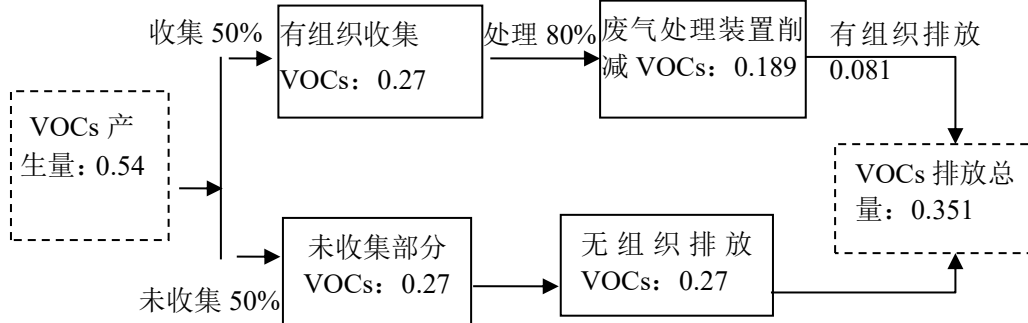 收集 50%
有组织收集
VOCs：0.27
处理 80%
废气处理装置削
减 VOCs：0.189
有组织排放
0.081
VOCs 产
生量：0.54
VOCs 排放总
量：0.351
未收集 50%
未收集部分
VOCs：0.27
无组织排放
VOCs：0.27